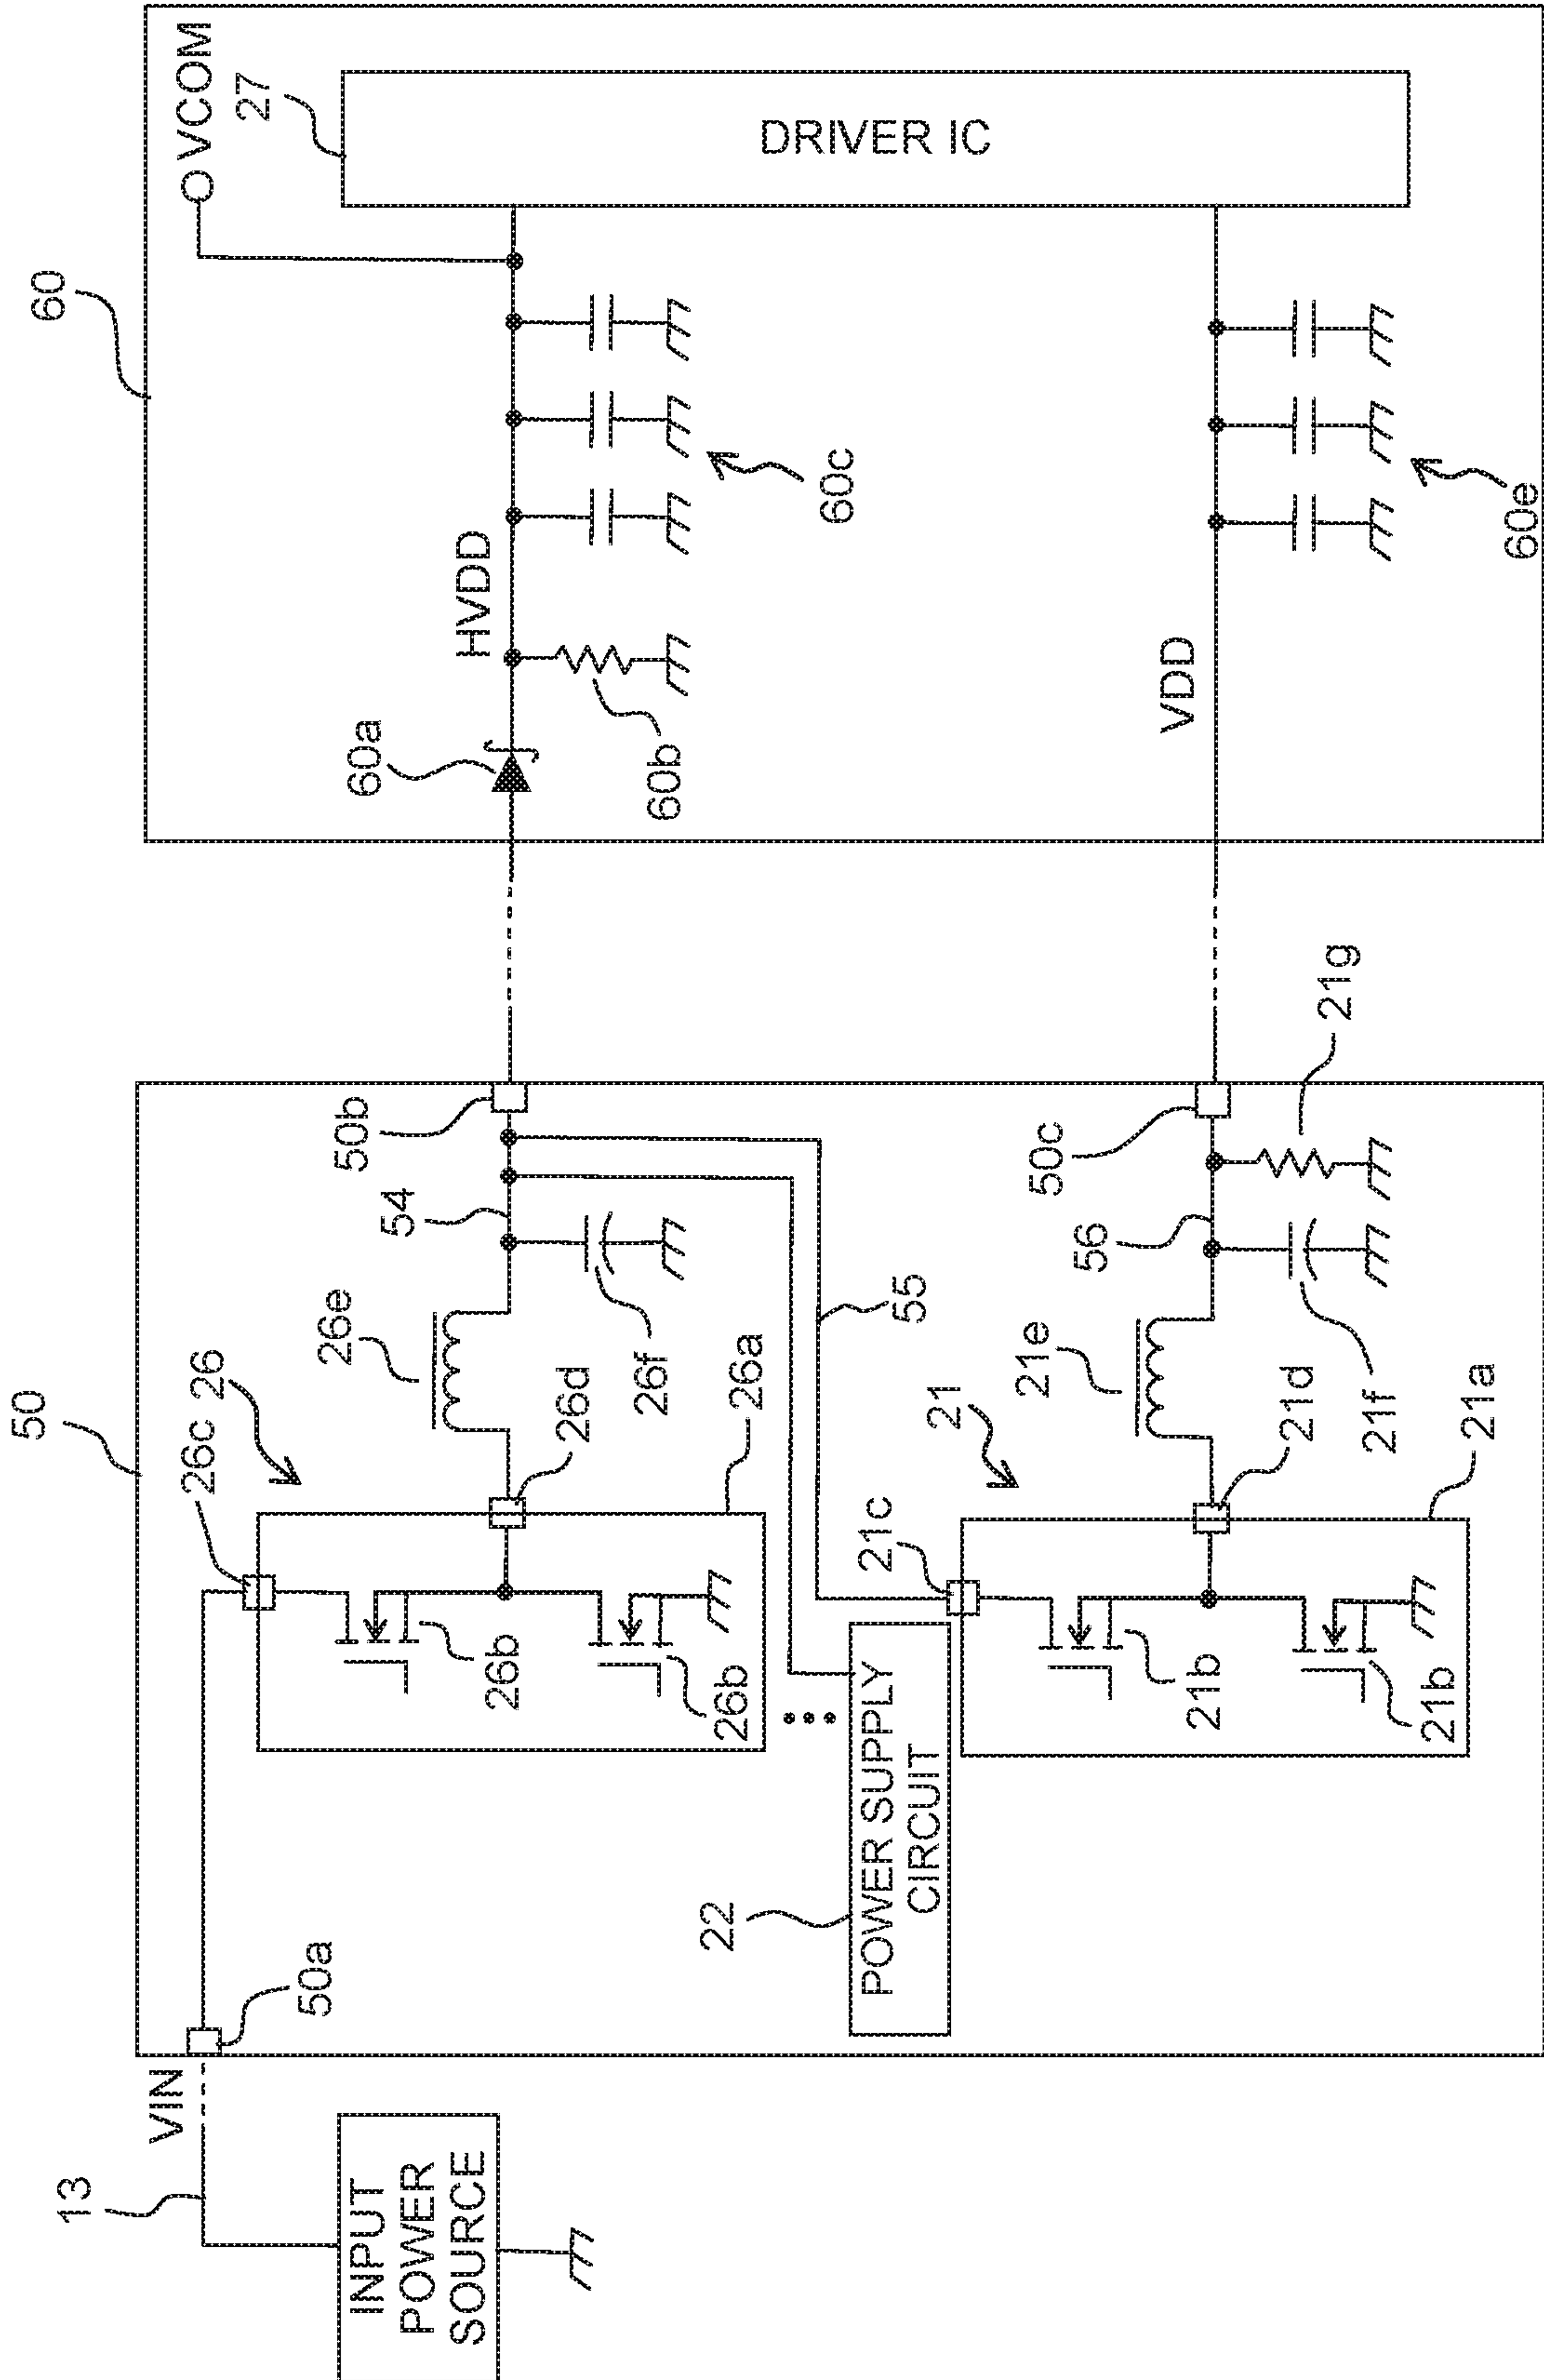 60
VCOM
27
DRIVER IC
HVDD
60a
60b
60c
VDD
60e
50
26c
26
26e
54
50b
26d
26f
26a
26b
26b
55
50a
22
POWER SUPPLY
CIRCUIT
21c
21
21e
56
50c
21g
21d
21f
21a
21b
21b
13
VIN
INPUT
POWER
SOURCE